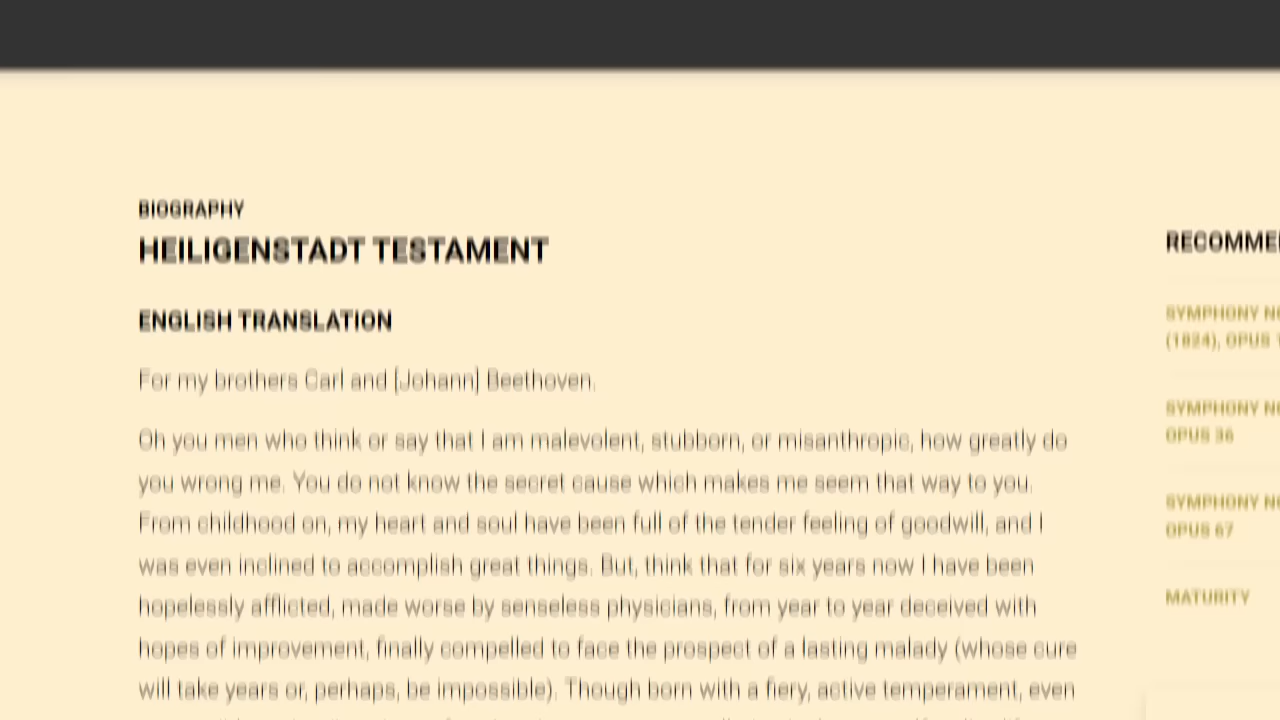 BIOGRAPHY
HEILIGENSTADT TESTAMENT
ENGLISH TRANSLATION
For my brothers Carl and [Johann] Beethoven.
Oh you men who think or say that I am malevolent, stubborn, or misanthropic, how greatly do
you wrong me. You do not know the secret cause which makes me seem that way to you.
From childhood on, my heart and soul have been full of the tender feeling of goodwill, and I
was even inclined to accomplish great things. But, think that for six years now I have been
hopelessly afflicted, made worse by senseless physicians, from year to year deceived with
hopes of improvement, finally compelled to face the prospect of a lasting malady (whose cure
will take years or, perhaps, be impossible). Though born with a fiery, active temperament, even
RECOMME
SYMPHONY NO
(1824), OPUS 1
SYMPHONY NO
OPUS 36
SYMPHONY NO
OPUS 67
MATURITY